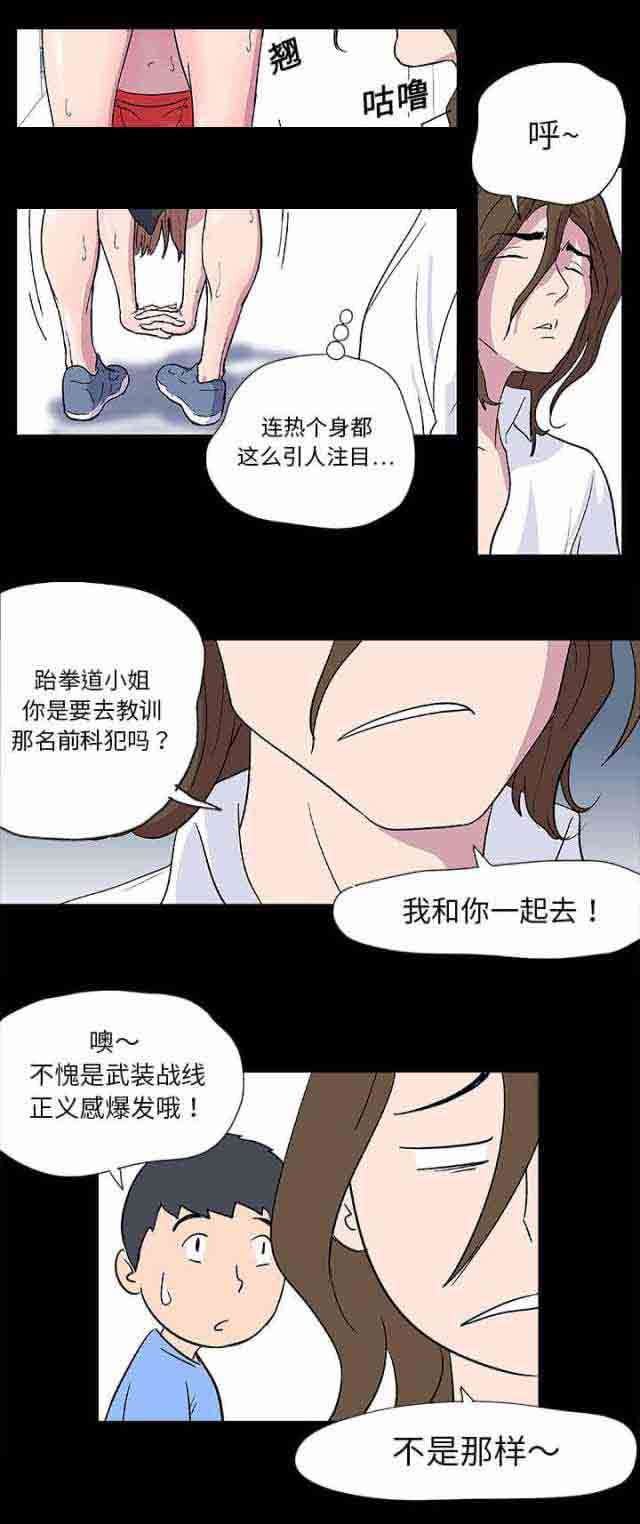 翘
咕噜
呼~
连热个身都
这么引人注目...
跆拳道小姐
你是要去教训
那名前科犯吗？
我和你一起去！
噢～
不愧是武装战线
正义感爆发哦！
不是那样～